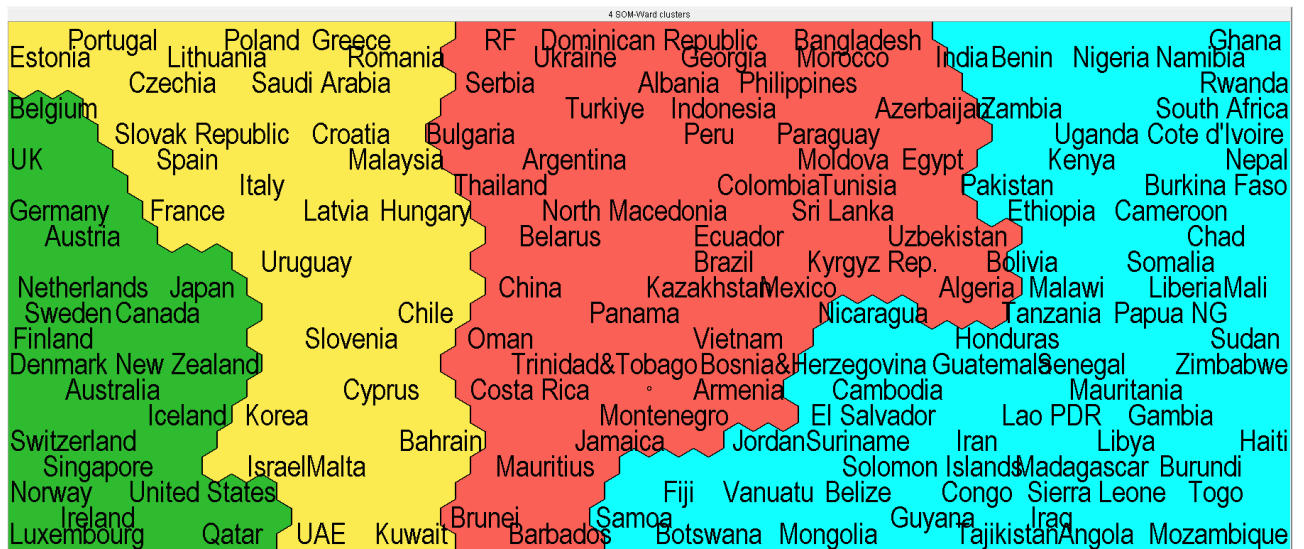 4 SOM-Ward clusters
Portugal Poland Greece RF Dominican Republic Bangladesh Ghana
Estonia Lithuania Romania Ukraine Georgia Morocco India Benin Nigeria Namibia
Czechia Saudi Arabia Serbia Albania Philippines Rwanda
Belgium Turkiye Indonesia Azerbaijan Zambia South Africa
Slovak Republic Croatia Bulgaria Peru Paraguay Uganda Cote d'Ivoire
UK Spain Malaysia Argentina Moldova Egypt Kenya Nepal
Italy Thailand Colombia Tunisia Pakistan Burkina Faso
Germany France Latvia Hungary North Macedonia Sri Lanka Ethiopia Cameroon
Austria Belarus Ecuador Uzbekistan Chad
Uruguay Brazil Kyrgyz Rep. Bolivia Somalia
Netherlands Japan China Kazakhstan Mexico Algeria Malawi Liberia Mali
Sweden Canada Chile Panama Nicaragua Tanzania Papua NG
Finland Slovenia Oman Vietnam Honduras Sudan
Denmark New Zealand Trinidad&Tobago Bosnia&Herzegovina Guatemala Senegal Zimbabwe
Australia Cyprus Costa Rica Armenia Cambodia Mauritania
Iceland Korea Montenegro El Salvador Lao PDR Gambia
Switzerland Bahrain Jamaica Jordan Suriname Iran Libya Haiti
Singapore Israel Malta Mauritius Solomon Islands Madagascar Burundi
Norway United States Fiji Vanuatu Belize Congo Sierra Leone Togo
Ireland Brunei Samoa Guyana Iraq
Luxembourg Qatar UAE Kuwait Barbados Botswana Mongolia Tajikistan Angola Mozambique